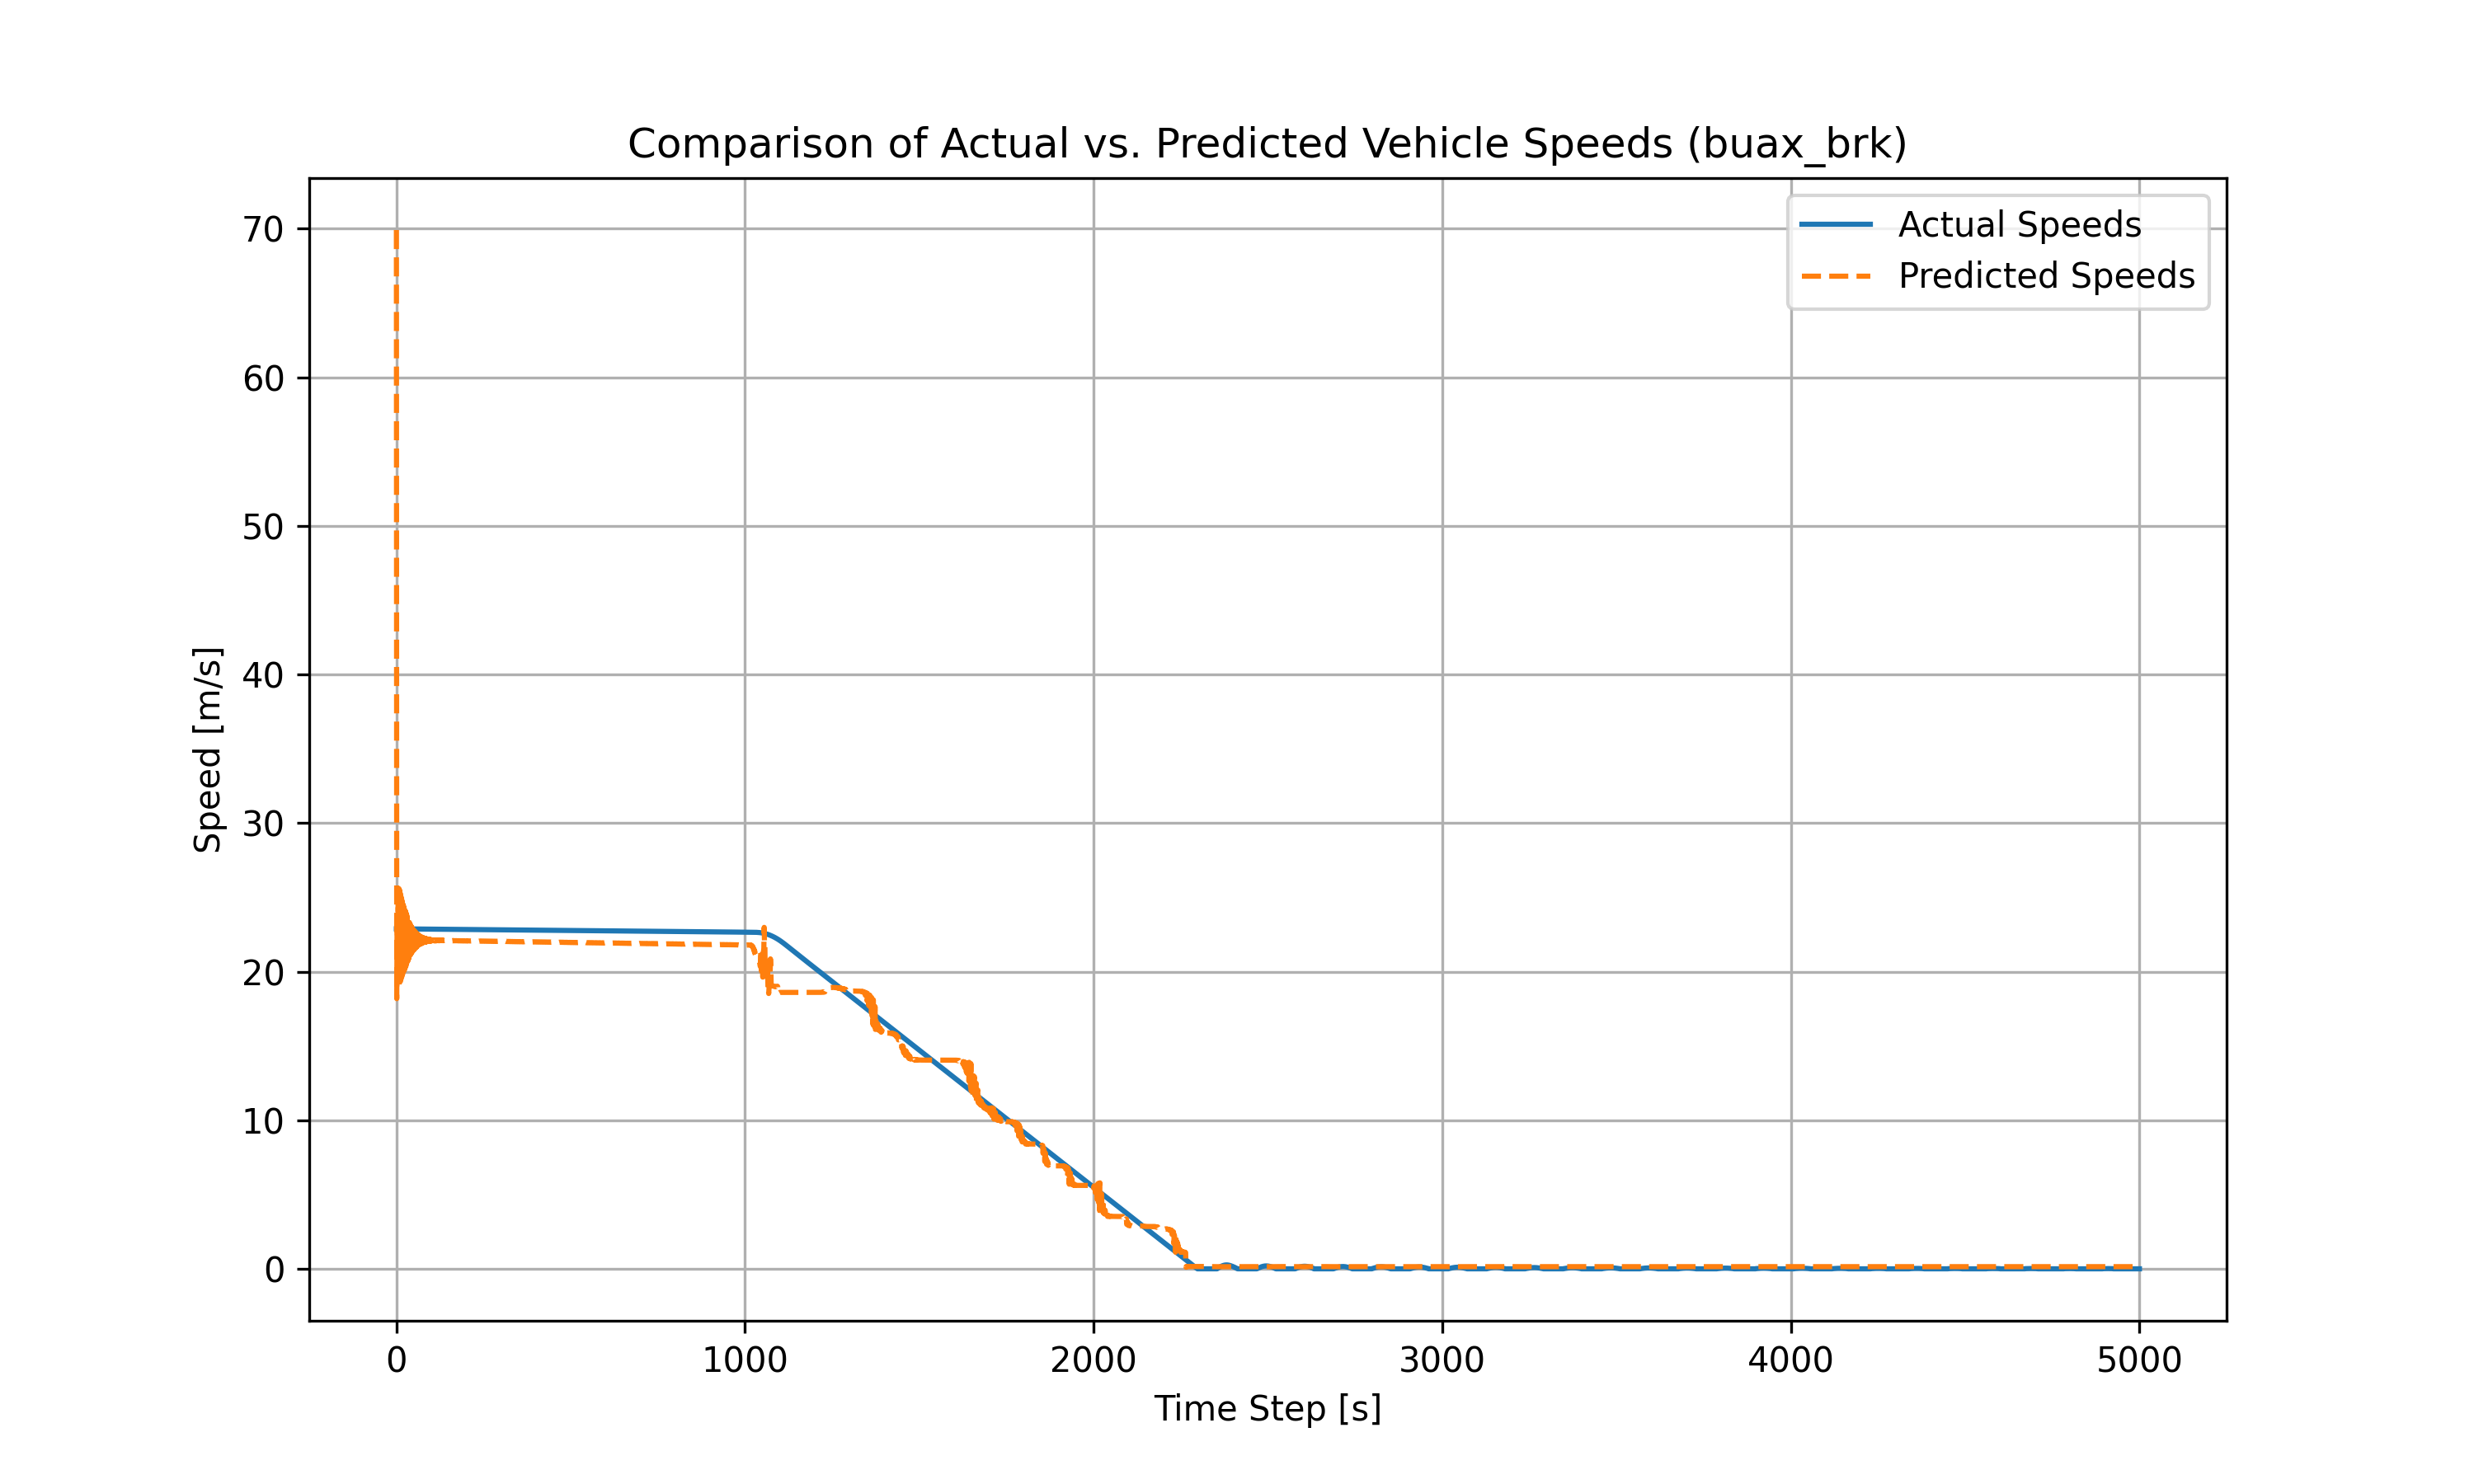 Comparison of Actual vs. Predicted Vehicle Speeds (buax_brk)
Actual Speeds
Predicted Speeds
Speed [m/s]
70
60
50
40
30
20
10
0
0 1000 2000 3000 4000 5000
Time Step [s]